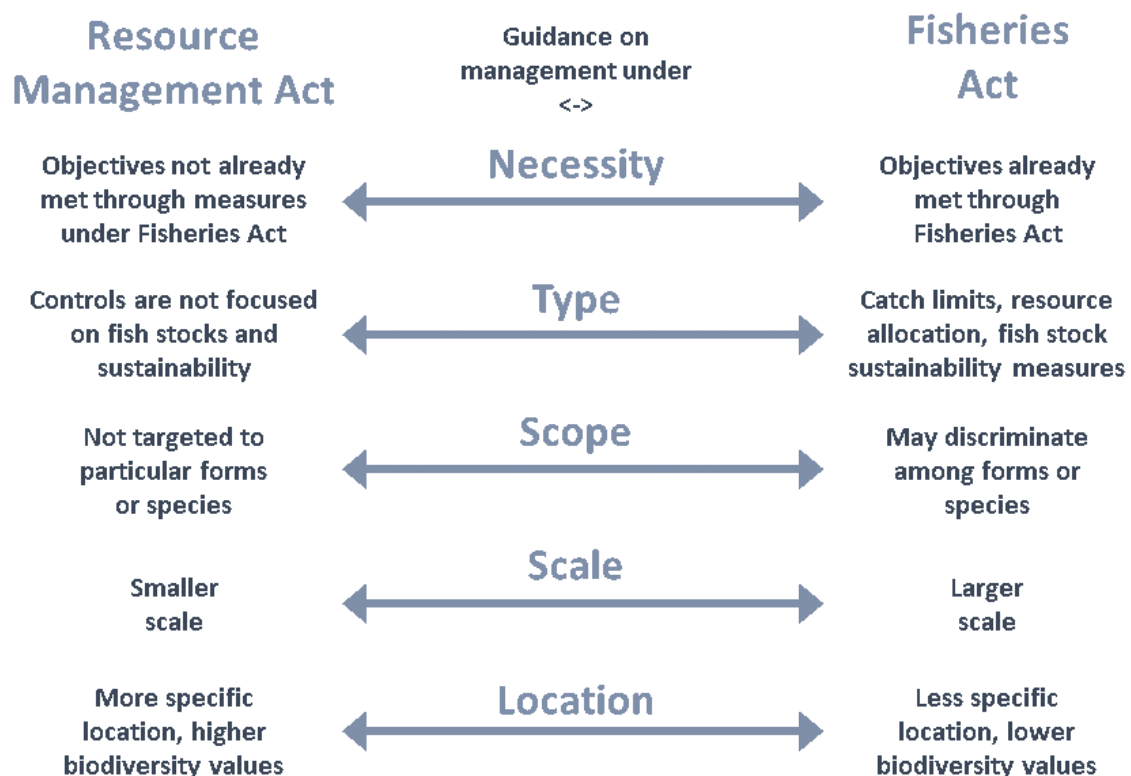 Resource
Management Act
Guidance on
management under
<->
Fisheries
Act
Objectives not already
met through measures
under Fisheries Act
Necessity
Objectives already
met through
Fisheries Act
Controls are not focused
on fish stocks and
sustainability
Type
Catch limits, resource
allocation, fish stock
sustainability measures
Not targeted to
particular forms
or species
Scope
May discriminate
among forms or
species
Smaller
scale
Scale
Larger
scale
More specific
location, higher
biodiversity values
Location
Less specific
location, lower
biodiversity values